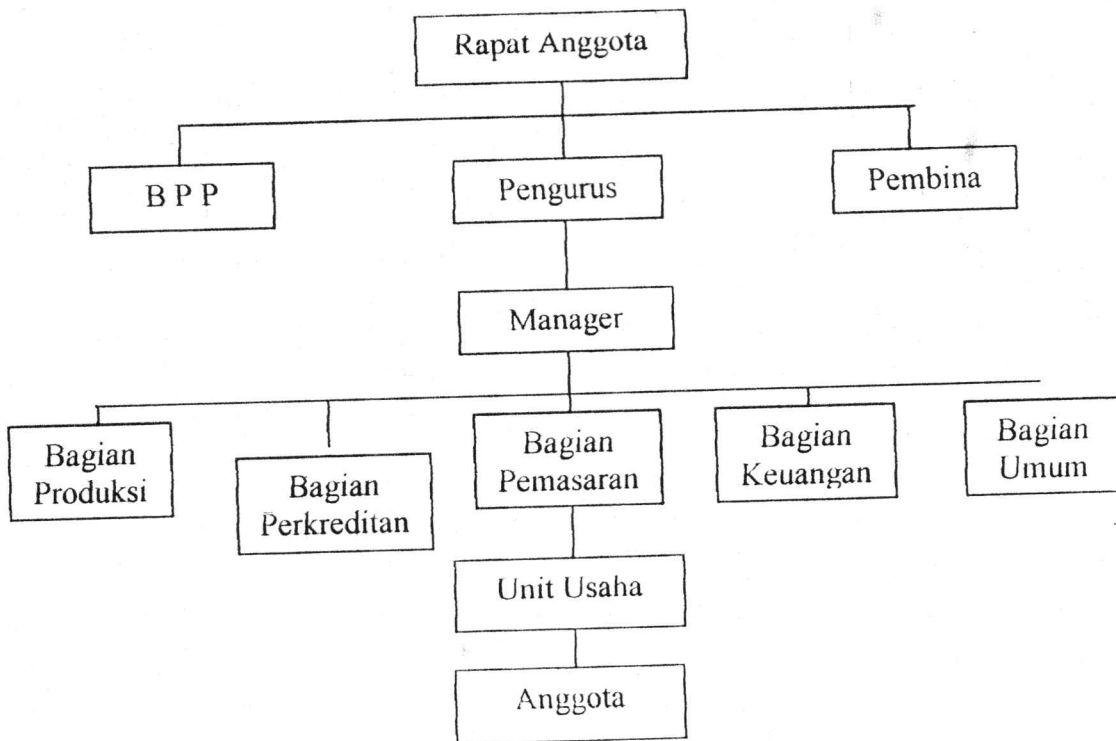 Rapat Anggota
B P P
Pengurus
Pembina
Manager
Bagian
Produksi
Bagian
Perkreditan
Bagian
Pemasaran
Bagian
Keuangan
Bagian
Umum
Unit Usaha
Anggota